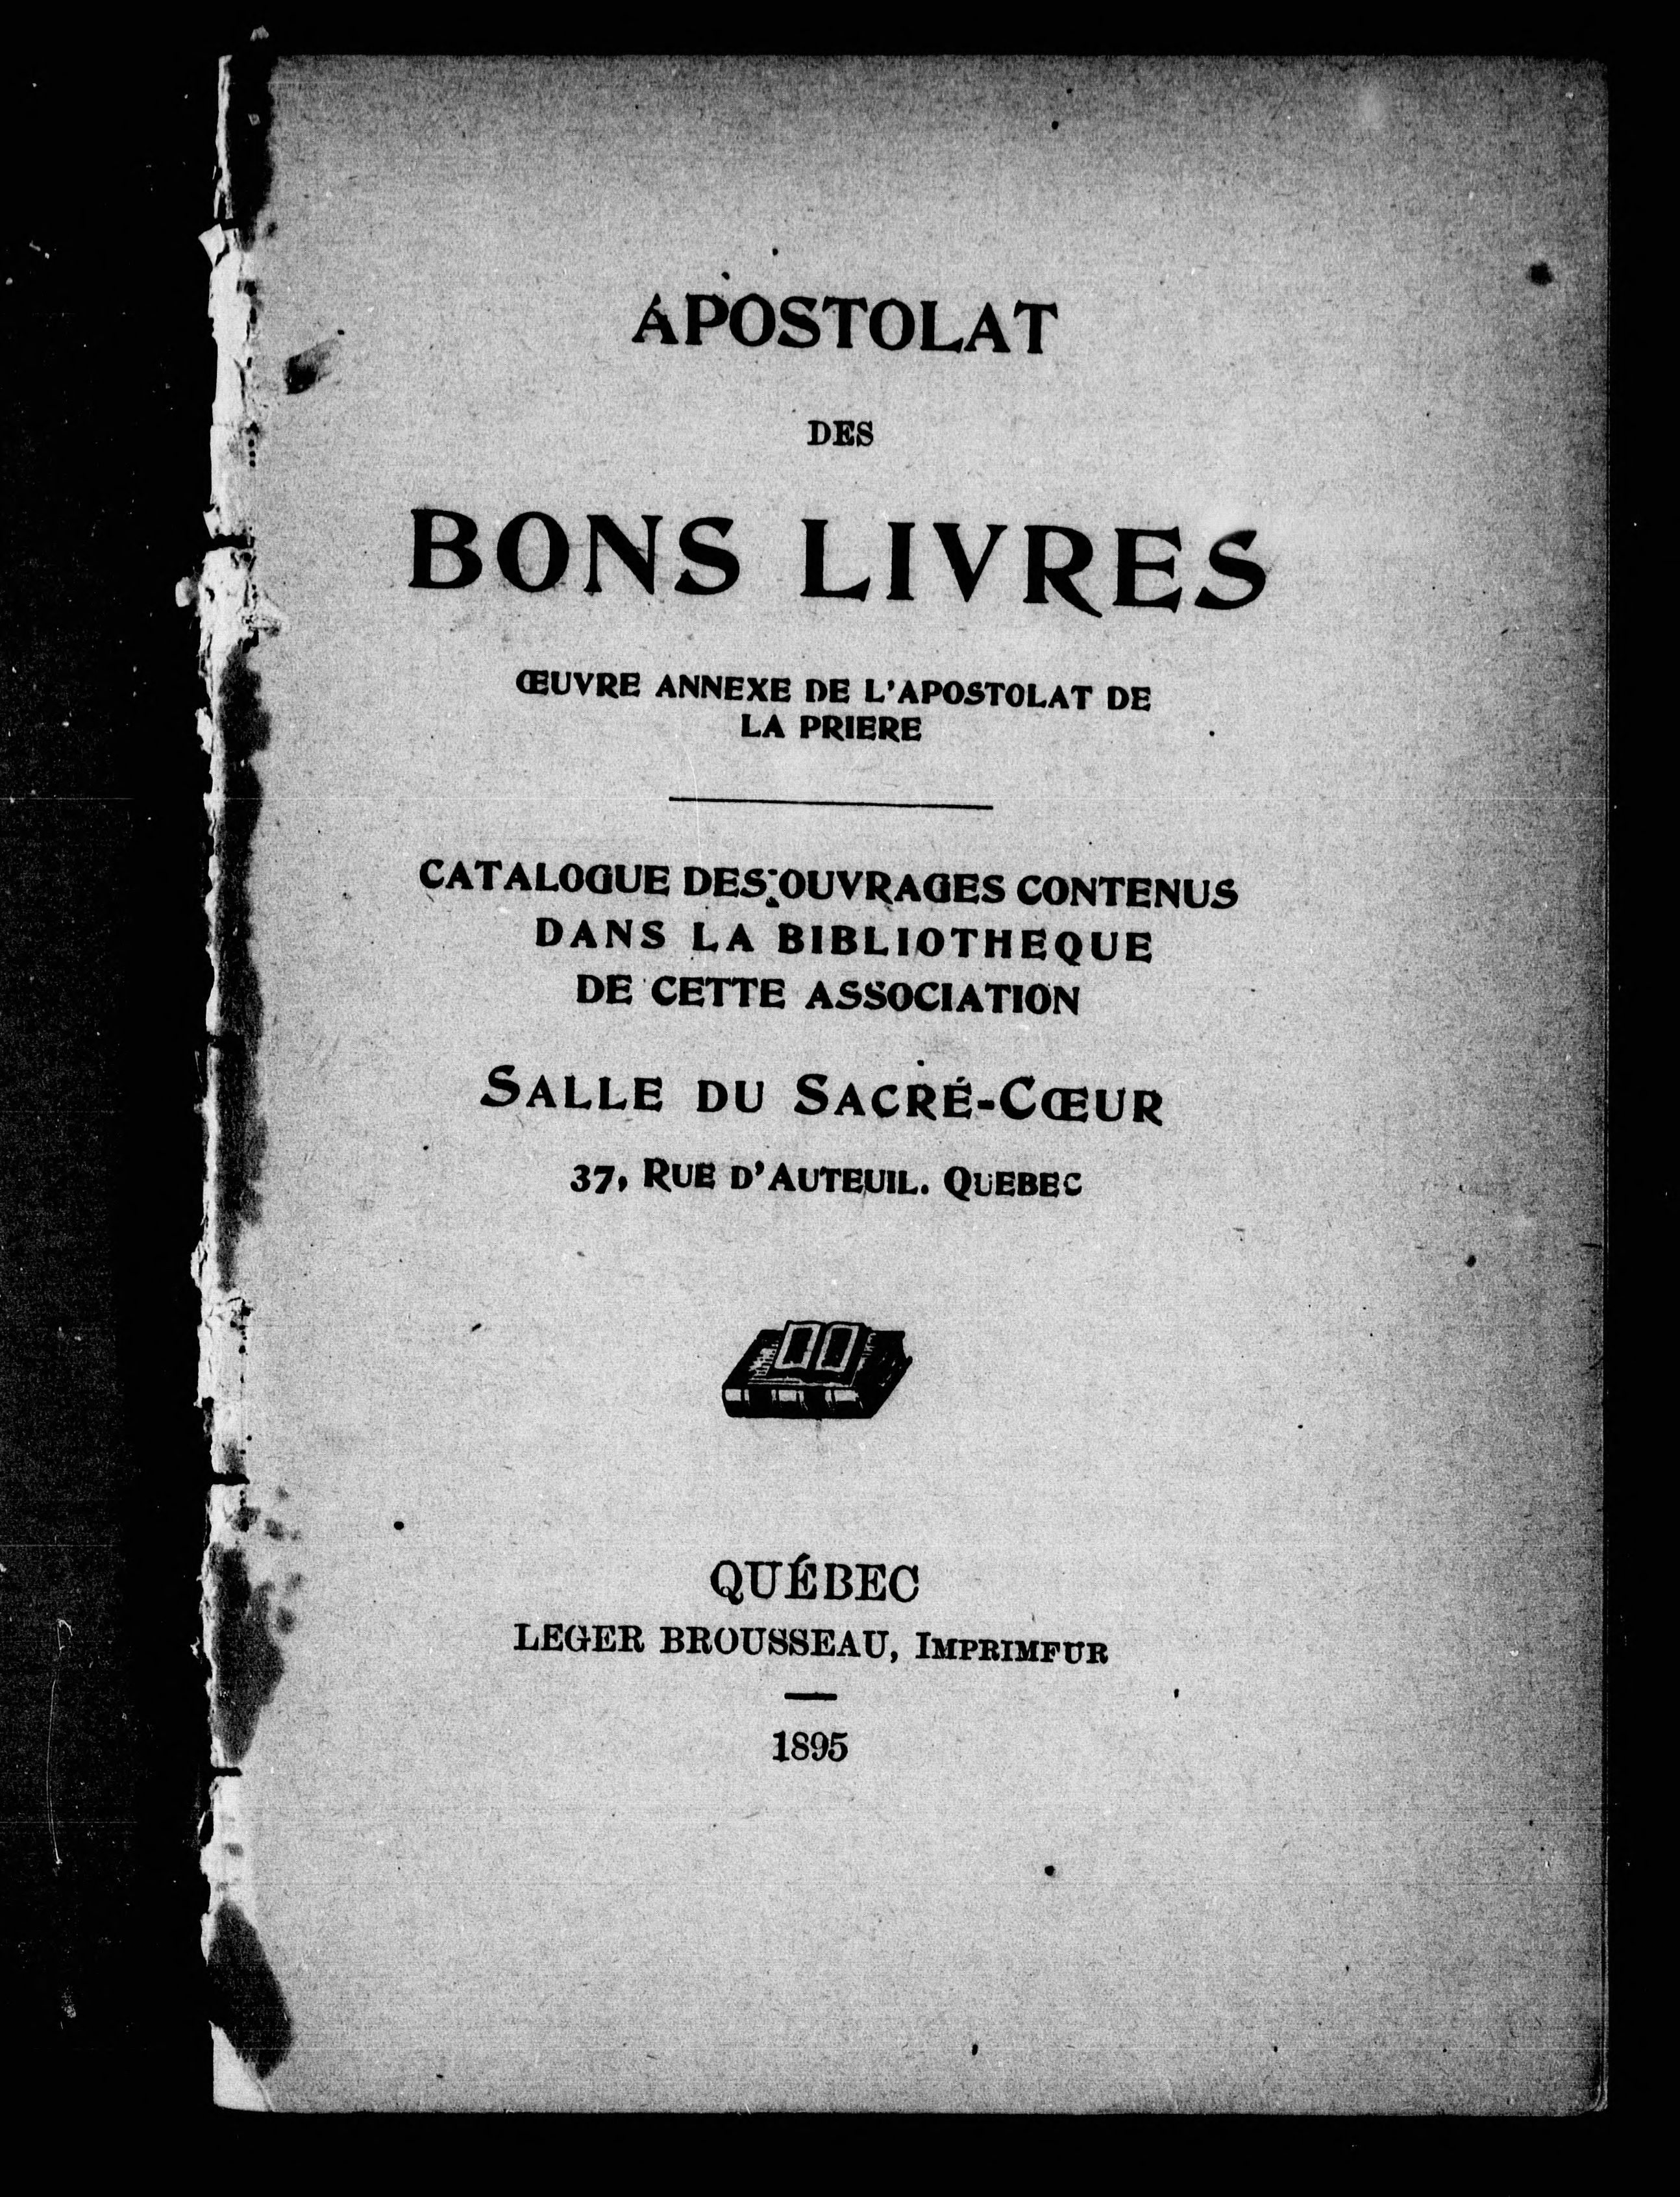 APOSTOLAT
DES
BONS LIVRES
ŒUVRE ANNEXE DE L'APOSTOLAT DE
LA PRIERE
CATALOGUE DES OUVRAGES CONTENUS
DANS LA BIBLIOTHEQUE
DE CETTE ASSOCIATION
SALLE DU SACRÉ-CŒUR
37, RUE D'AUTEUIL. QUEBEC
QUÉBEC
LEGER BROUSSEAU, IMPRIMEUR
1895